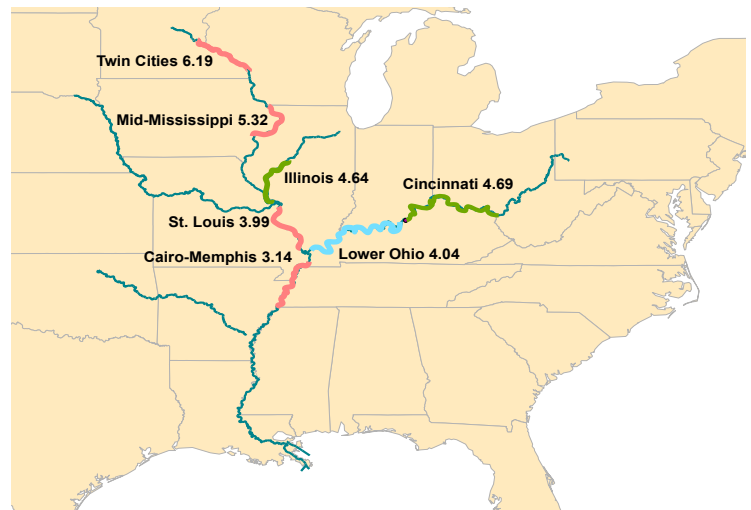 Twin Cities 6.19
Mid-Mississippi 5.32
Illinois 4.64
Cincinnati 4.69
St. Louis 3.99
Cairo-Memphis 3.14
Lower Ohio 4.04